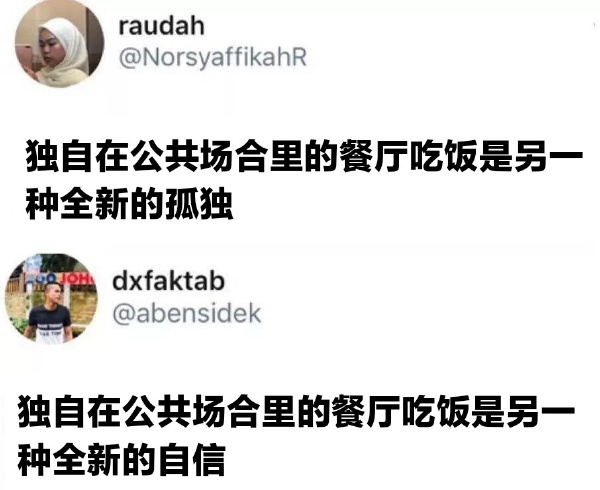 raudah
@NorsyaffikahR
独自在公共场合里的餐厅吃饭是另一
种全新的孤独
dxfaktab
@abensidek
独自在公共场合里的餐厅吃饭是另一
种全新的自信